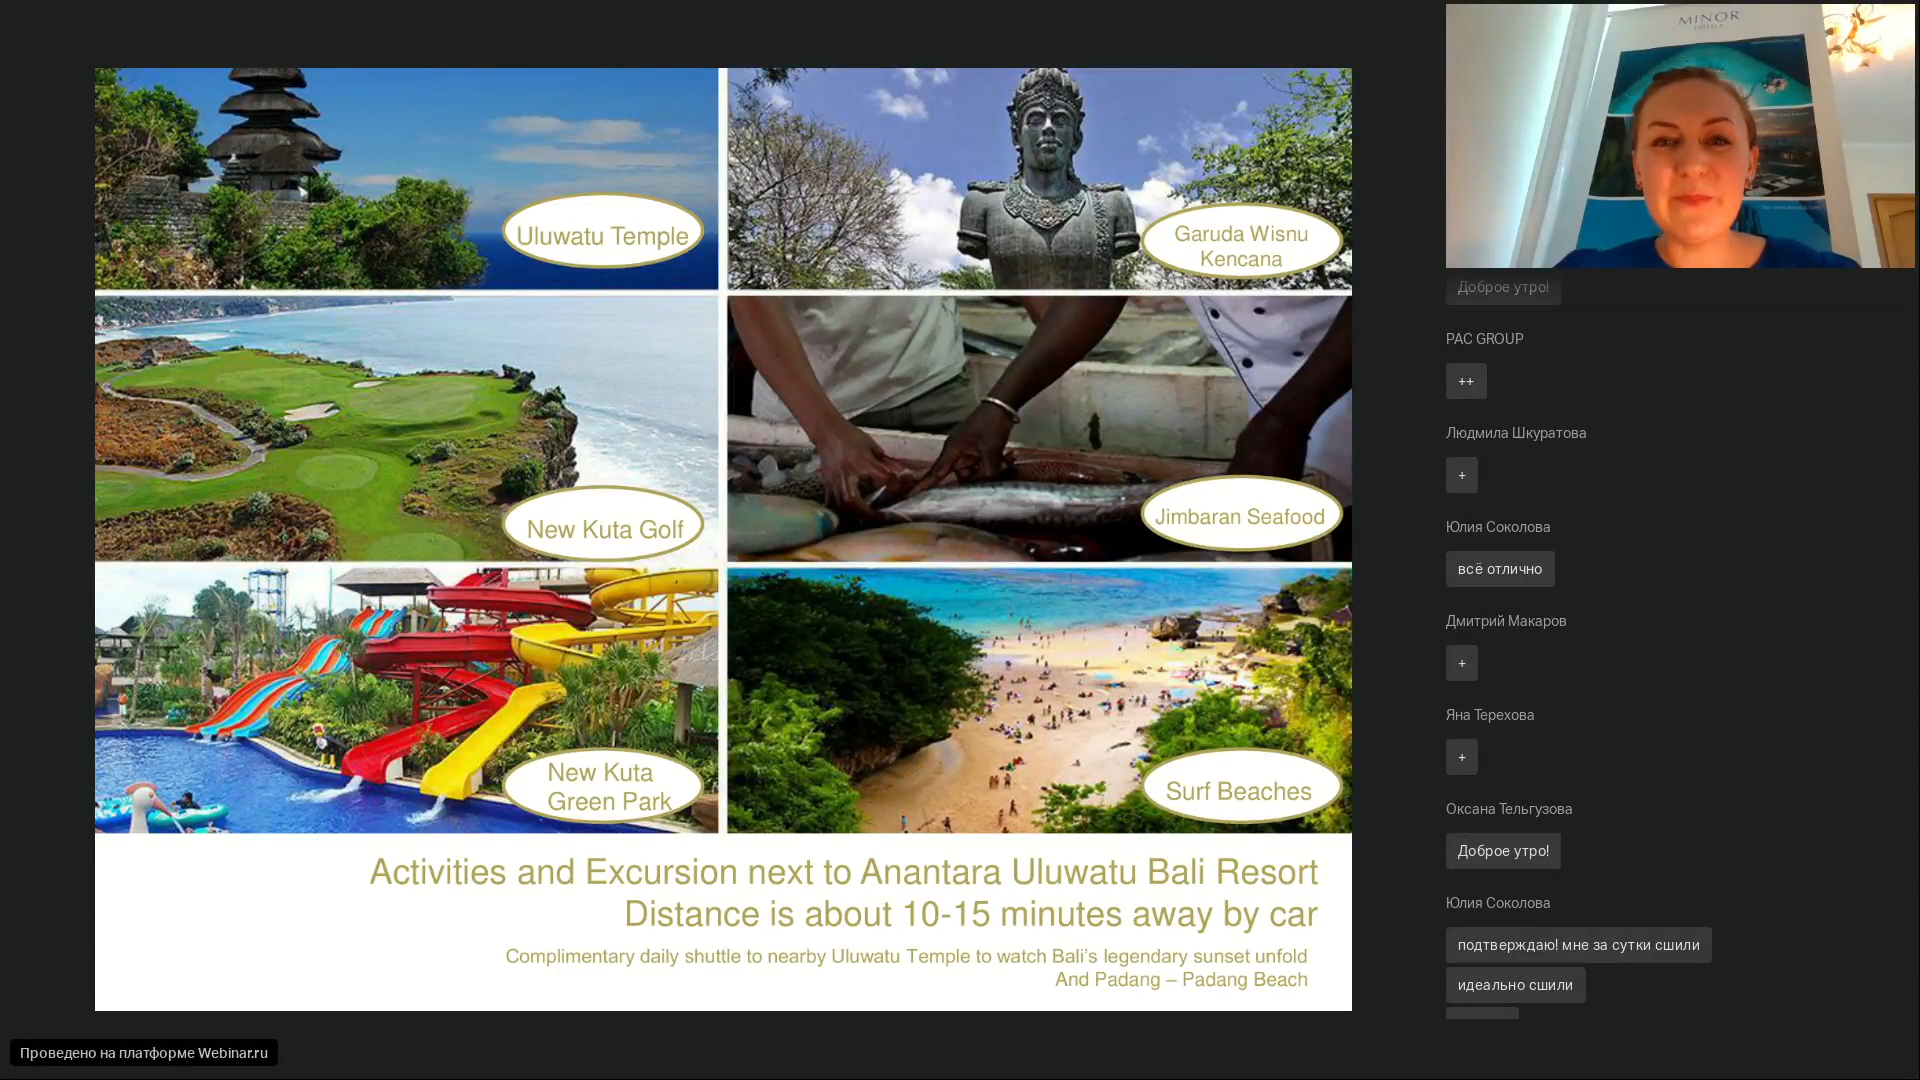 Uluwatu Temple
Garuda Wisnu
Kencana
New Kuta Golf
Jimbaran Seafood
New Kuta
Green Park
Surf Beaches
Activities and Excursion next to Anantara Uluwatu Bali Resort
Distance is about 10-15 minutes away by car
Complimentary daily shuttle to nearby Uluwatu Temple to watch Bali's legendary sunset unfold
And Padang – Padang Beach
Проведено на платформе Webinar.ru
MINOR
HOTELS
Доброе утро!
PAC GROUP
++
Людмила Шкуратова
+
Юлия Соколова
всё отлично
Дмитрий Макаров
+
Яна Терехова
+
Оксана Тельгузова
Доброе утро!
Юлия Соколова
подтверждаю! мне за сутки сшили
идеально сшили